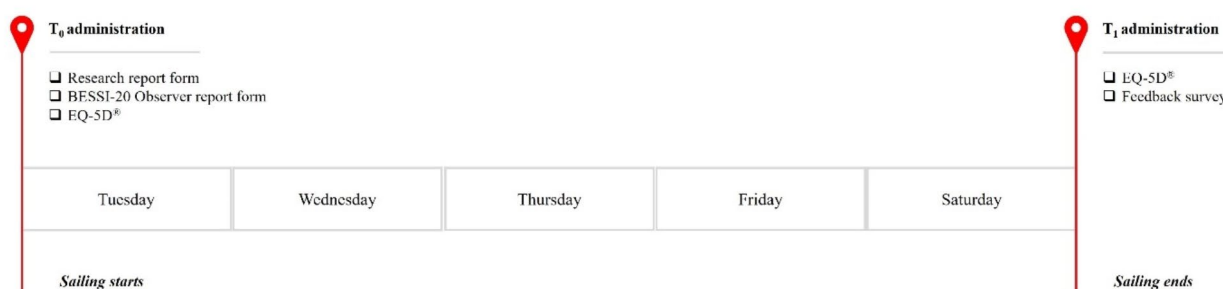 T₀ administration
❑ Research report form
❑ BESSI-20 Observer report form
❑ EQ-5D®
T₁ administration
❑ EQ-5D®
❑ Feedback survey
Tuesday
Wednesday
Thursday
Friday
Saturday
Sailing starts
Sailing ends